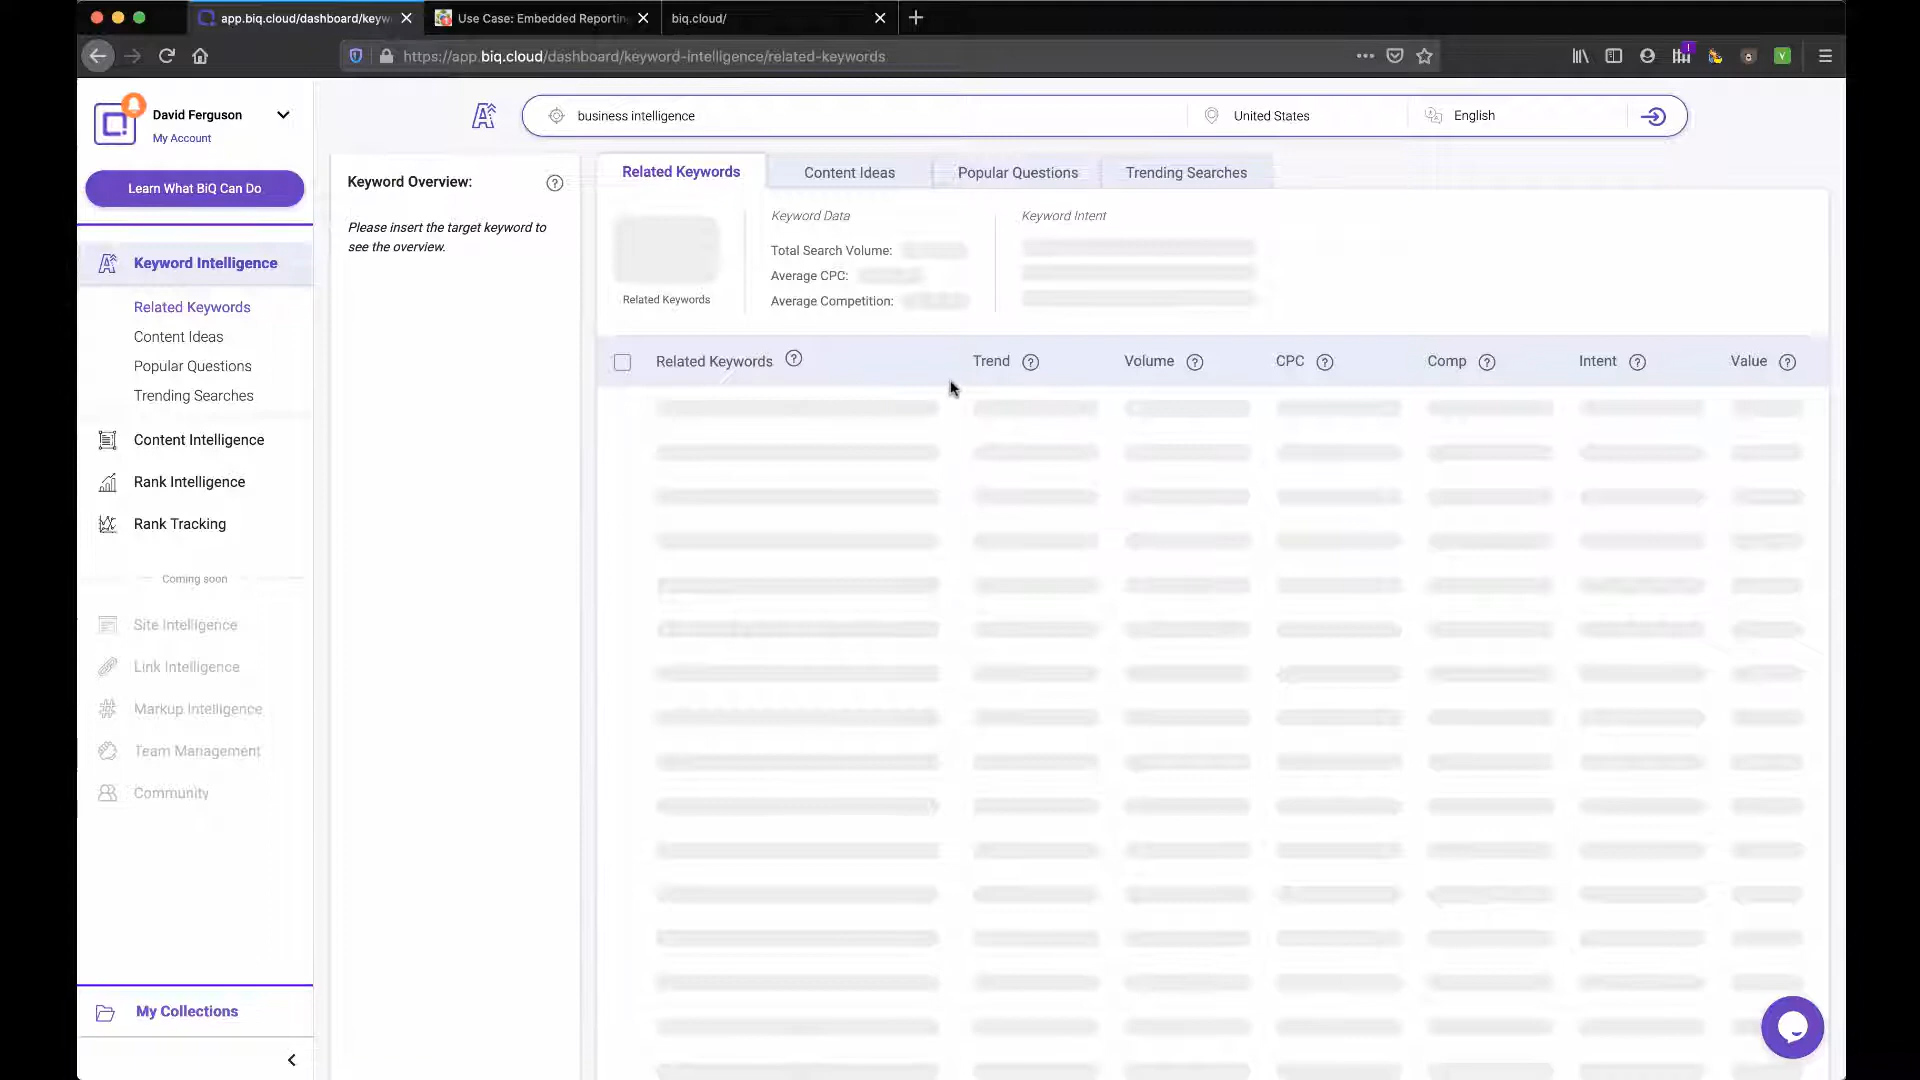 app.biq.cloud/dashboard/keyw
Use Case: Embedded Reporting
biq.cloud/
https://app.biq.cloud/dashboard/keyword-intelligence/related-keywords
David Ferguson
My Account
Learn What BiQ Can Do
Keyword Intelligence
Related Keywords
Content Ideas
Popular Questions
Trending Searches
Content Intelligence
Rank Intelligence
Rank Tracking
Coming soon
Site Intelligence
Link Intelligence
Markup Intelligence
Team Management
Community
My Collections
business intelligence
United States
English
Keyword Overview:
Please insert the target keyword to
see the overview.
Related Keywords
Content Ideas
Popular Questions
Trending Searches
Related Keywords
Keyword Data
Total Search Volume:
Average CPC:
Average Competition:
Keyword Intent
Related Keywords
Trend
Volume
CPC
Comp
Intent
Value